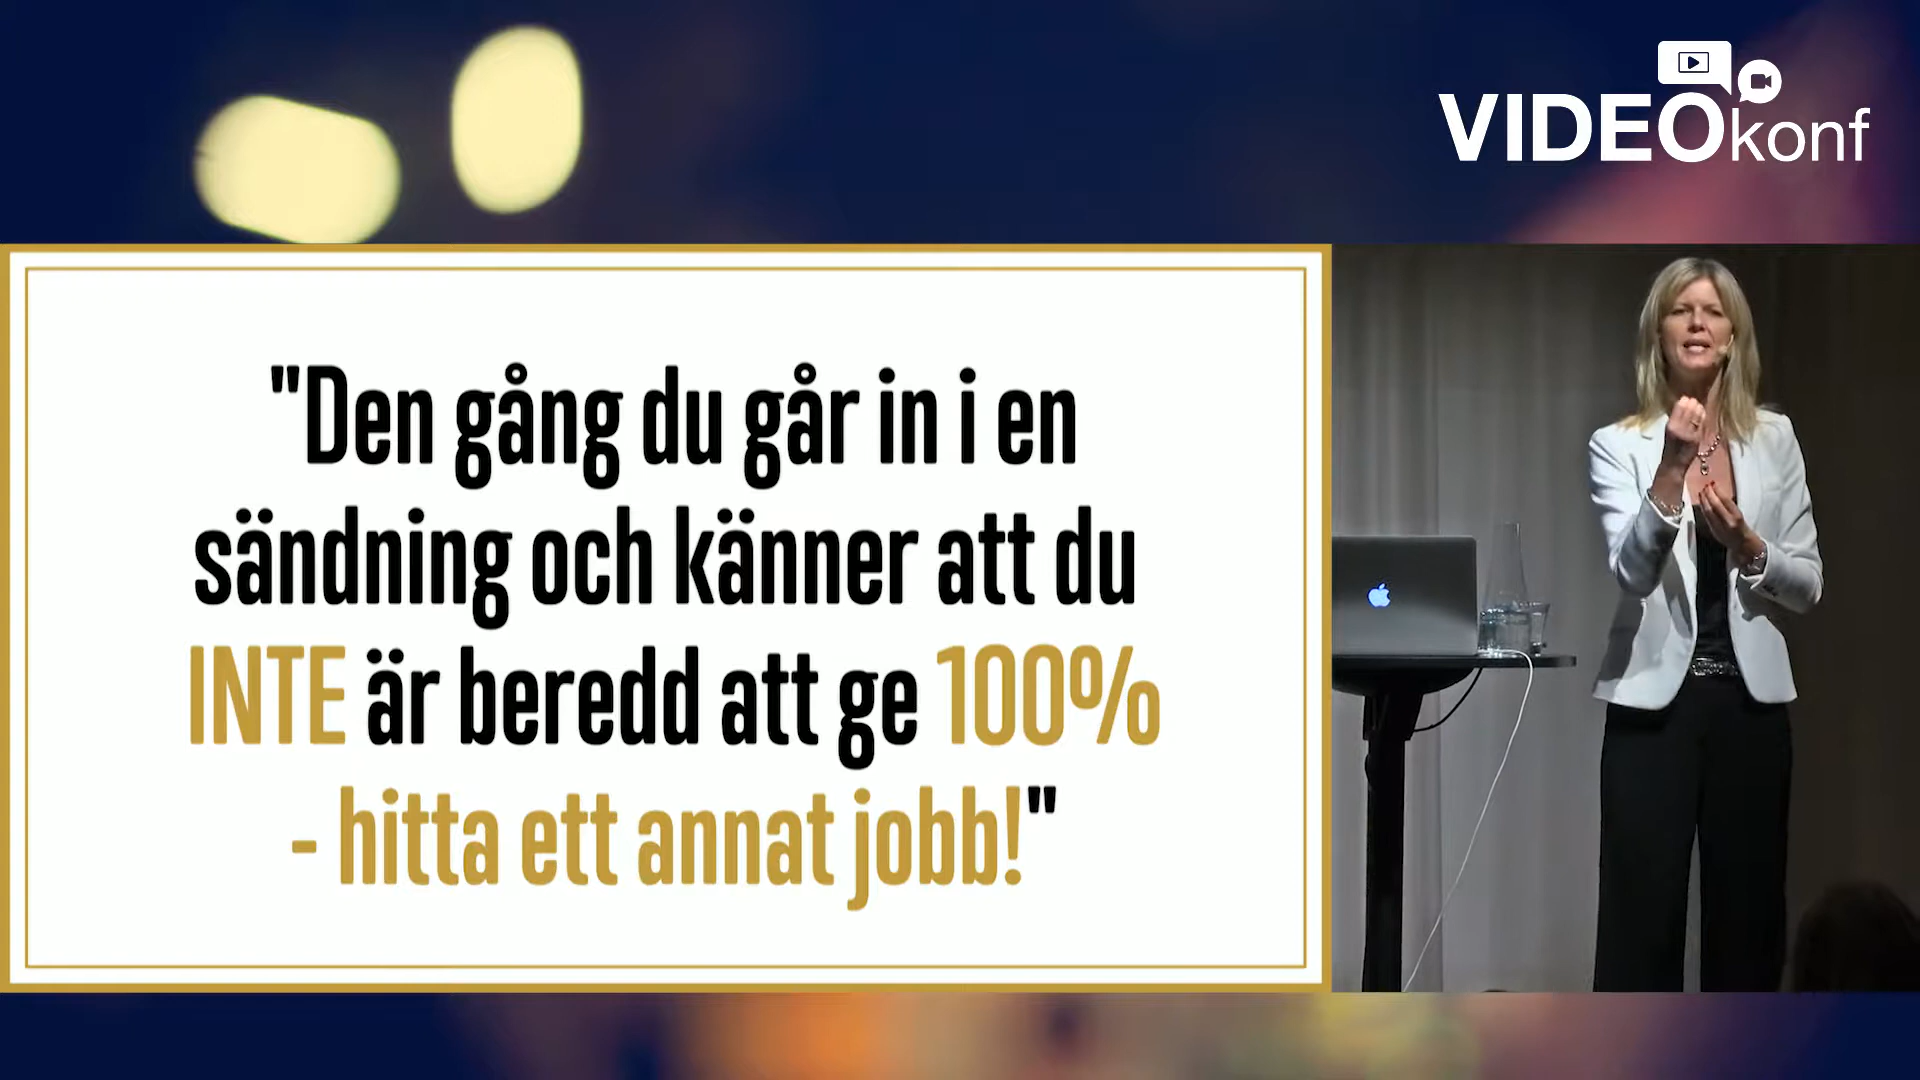 VIDEOkonf
"Den gång du går in i en
sändning och känner att du
INTE är beredd att ge 100%
- hitta ett annat jobb!"